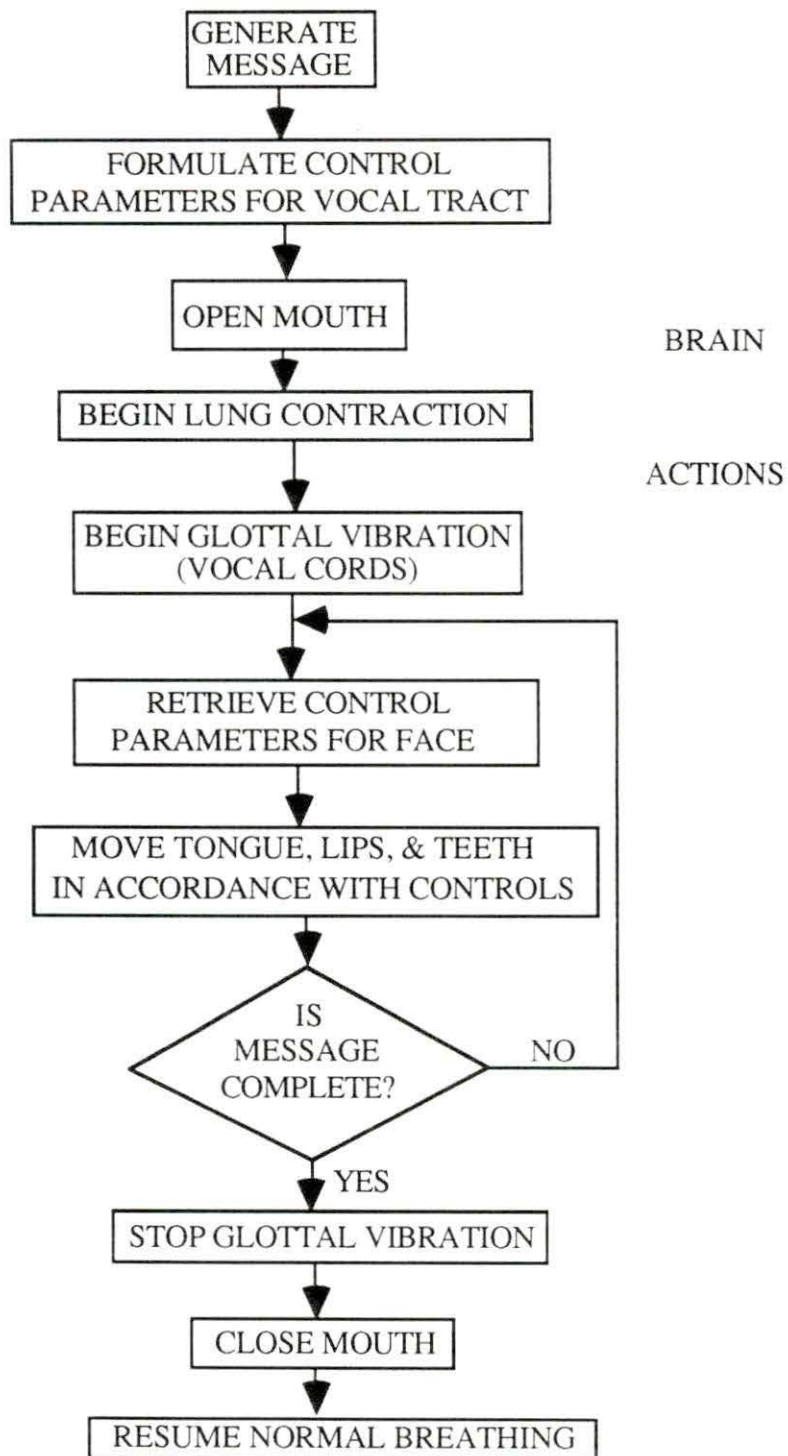 GENERATE
MESSAGE
FORMULATE CONTROL
PARAMETERS FOR VOCAL TRACT
OPEN MOUTH
BRAIN
BEGIN LUNG CONTRACTION
ACTIONS
BEGIN GLOTTAL VIBRATION
(VOCAL CORDS)
RETRIEVE CONTROL
PARAMETERS FOR FACE
MOVE TONGUE, LIPS, & TEETH
IN ACCORDANCE WITH CONTROLS
IS
MESSAGE
COMPLETE?
NO
YES
STOP GLOTTAL VIBRATION
CLOSE MOUTH
RESUME NORMAL BREATHING